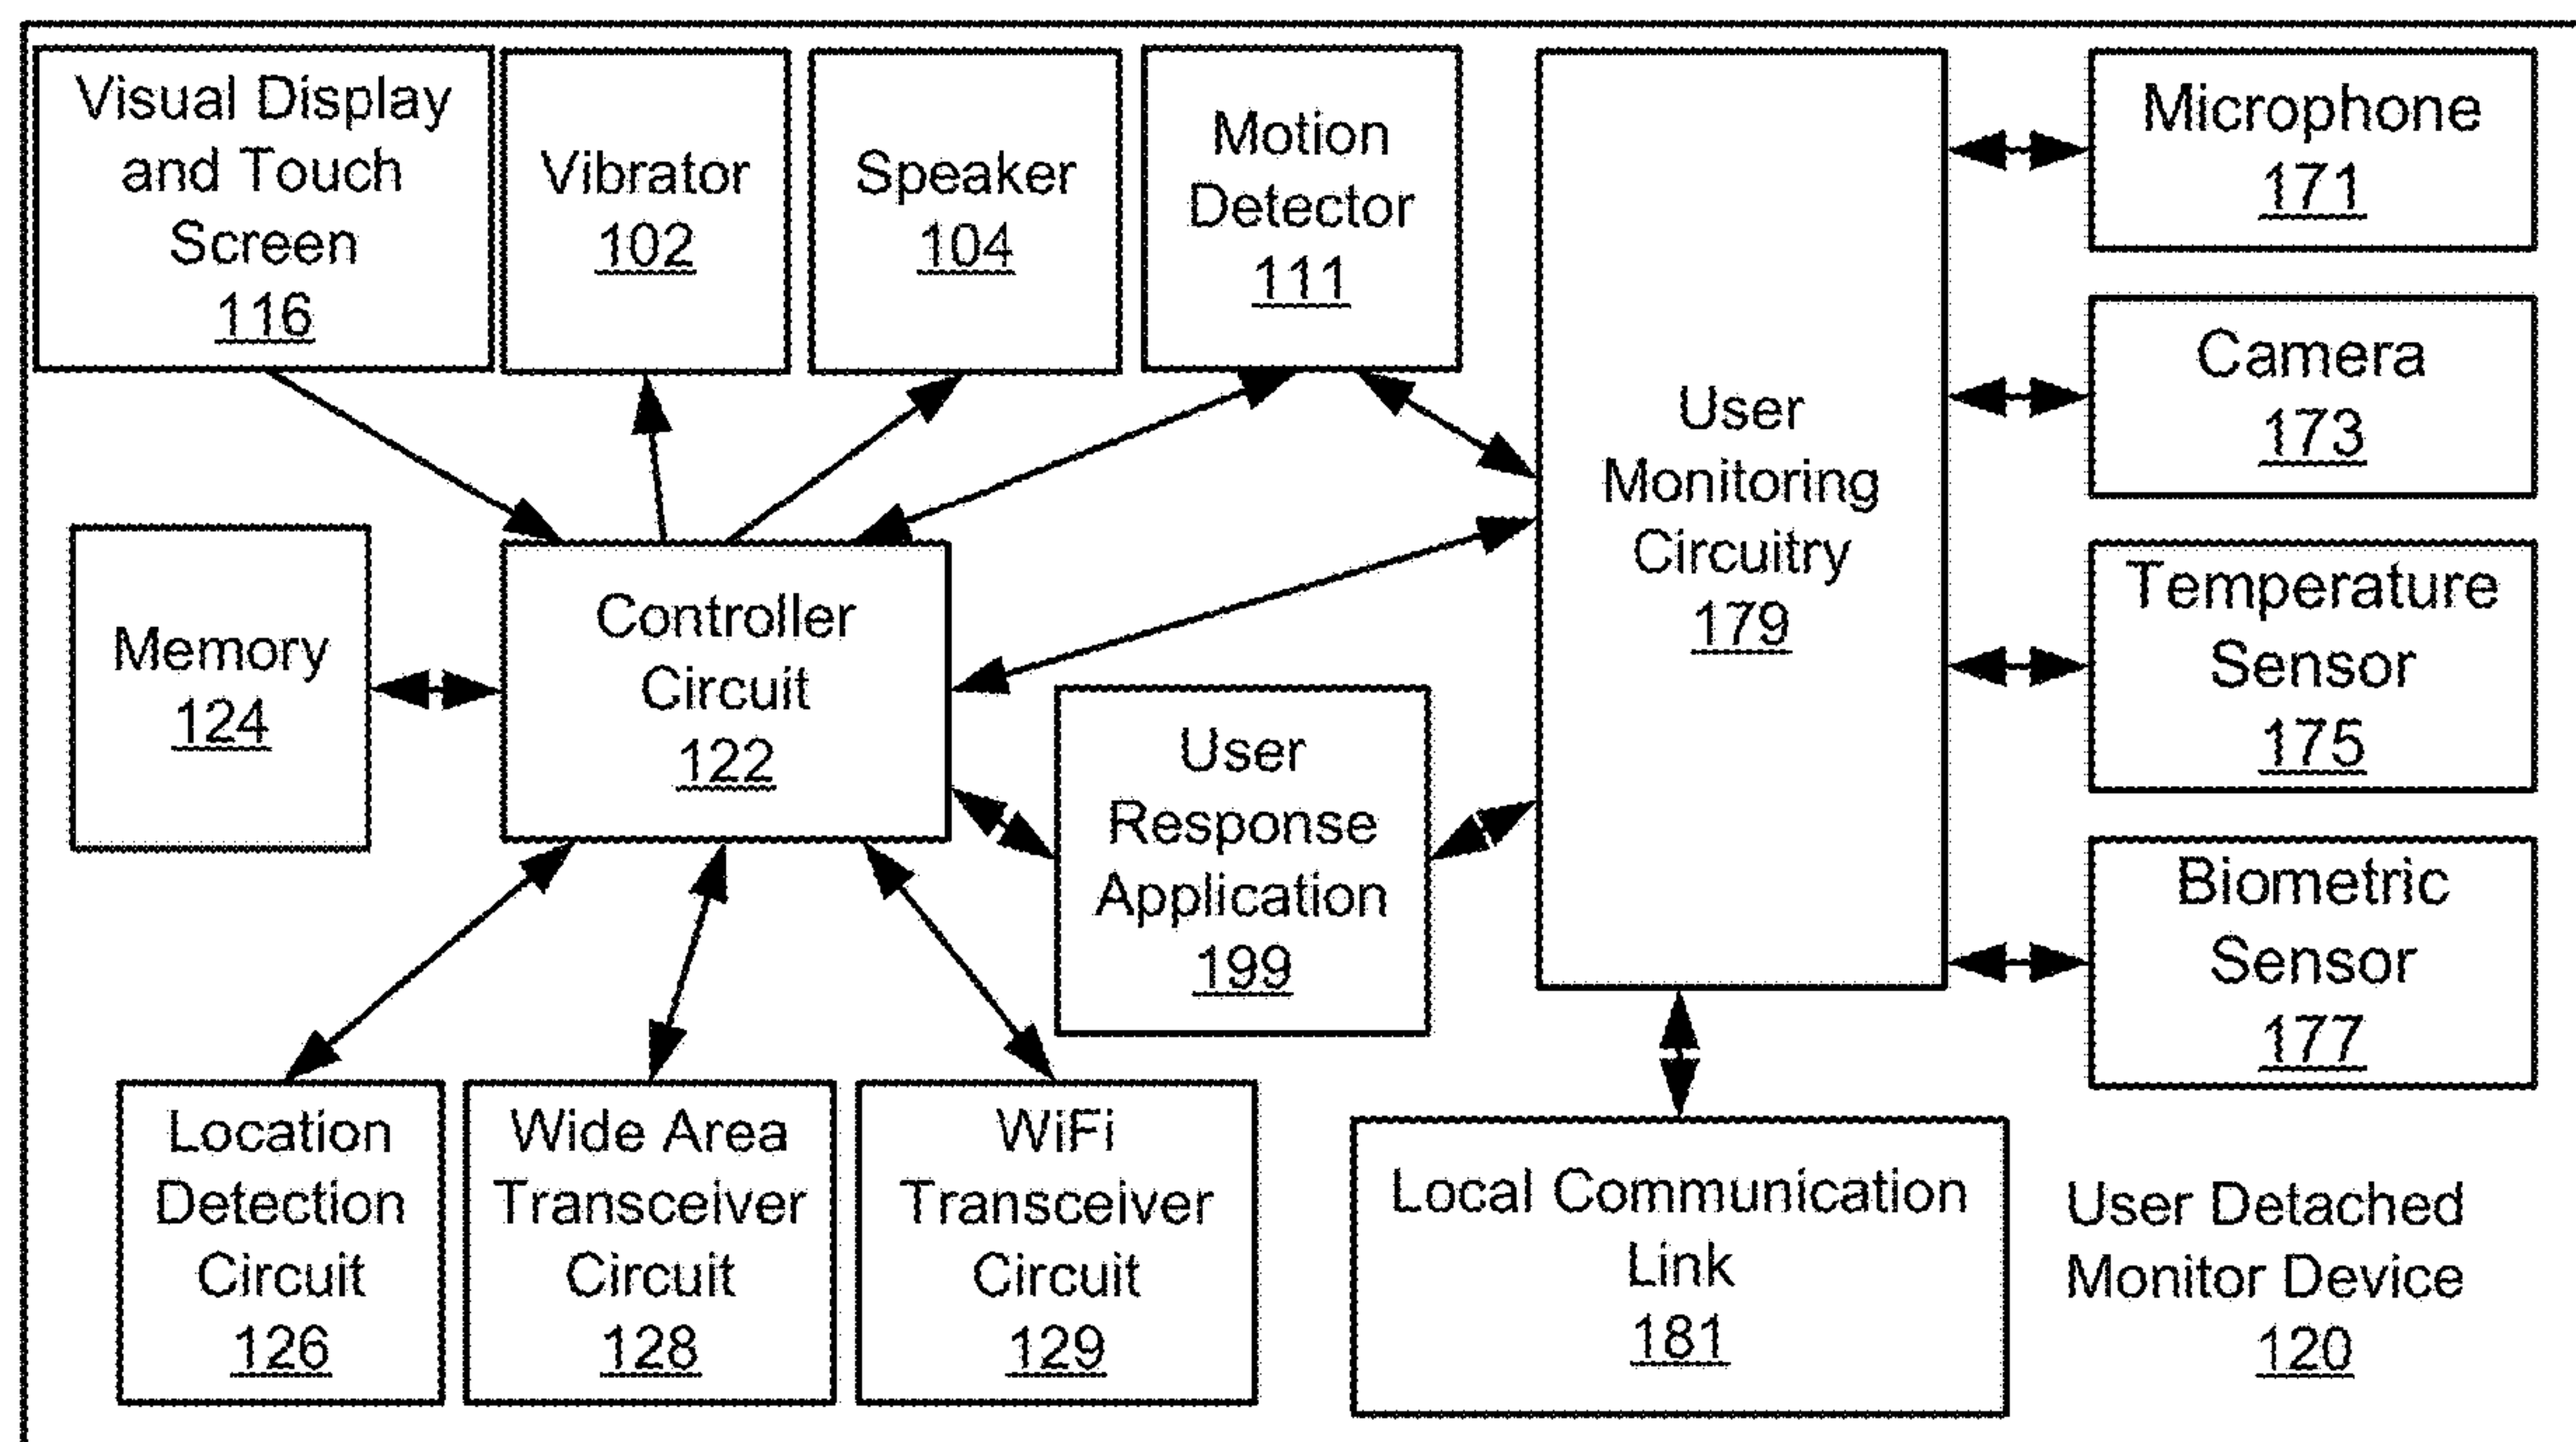 Visual Display
and Touch
Screen
116
Vibrator
102
Speaker
104
Motion
Detector
111
User
Monitoring
Circuitry
179
Microphone
171
Camera
173
Temperature
Sensor
175
Biometric
Sensor
177
Memory
124
Controller
Circuit
122
User
Response
Application
199
Location
Detection
Circuit
126
Wide Area
Transceiver
Circuit
128
WiFi
Transceiver
Circuit
129
Local Communication
Link
181
User Detached
Monitor Device
120